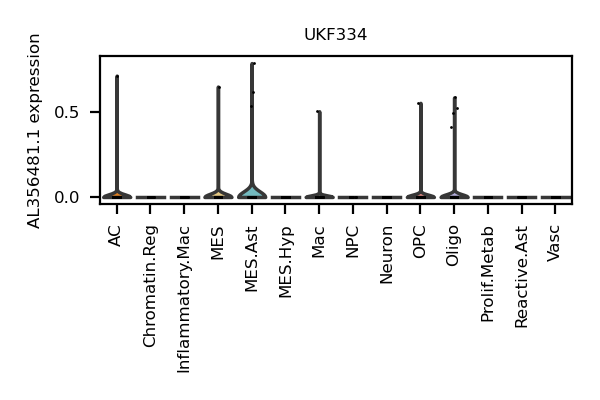 UKF334
AL356481.1 expression
0.5
0.0
AC
Chromatin.Reg
Inflammatory.Mac
MES
MES.Ast
MES.Hyp
Mac
NPC
Neuron
OPC
Oligo
Prolif.Metab
Reactive.Ast
Vasc